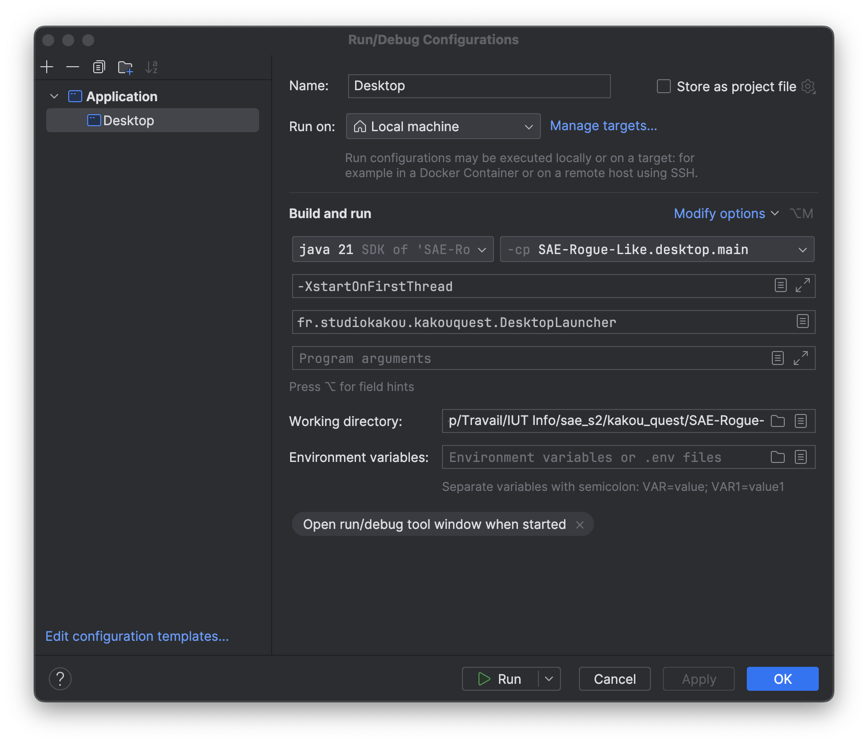 Run/Debug Configurations
Application
Desktop
Edit configuration templates...
Name: Desktop Store as project file
Run on: Local machine Manage targets...
Run configurations may be executed locally or on a target: for
example in a Docker Container or on a remote host using SSH.
Build and run Modify options ⌥M
java 21 SDK of 'SAE-Ro -cp SAE-Rogue-Like.desktop.main
-XstartOnFirstThread
fr.studiokakou.kakouquest.DesktopLauncher
Program arguments
Press ⌥ for field hints
Working directory: p/Travail/IUT Info/sae_s2/kakou_quest/SAE-Rogue-
Environment variables: Environment variables or .env files
Separate variables with semicolon: VAR=value; VAR1=value1
Open run/debug tool window when started
? Run Cancel Apply OK